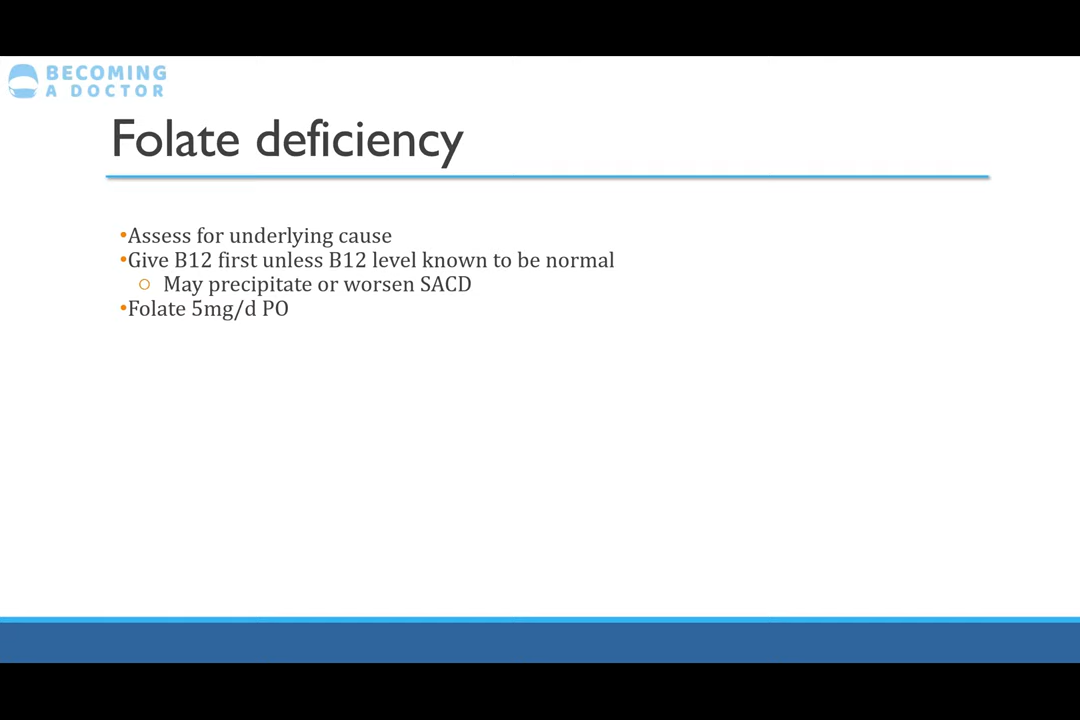 BECOMING
A DOCTOR
Folate deficiency
•Assess for underlying cause
•Give B12 first unless B12 level known to be normal
○ May precipitate or worsen SACD
•Folate 5mg/d PO